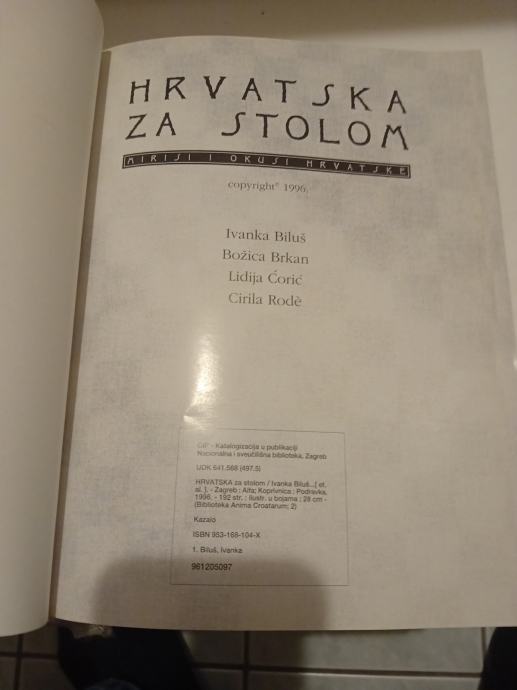 HRVATSKA
ZA STOLOM
MIRISI I OKUSI HRVATSKE
copyright© 1996.
Ivanka Biluš
Božica Brkan
Lidija Ćorić
Cirila Rodè
CIP - Katalogizacija u publikaciji
Nacionalna i sveučilišna biblioteka, Zagreb
UDK 641.568 (497.5)
HRVATSKA za stolom / Ivanka Biluš...[ et.
al. ]. - Zagreb : Alfa; Koprivnica : Podravka,
1996. - 192 str. : ilustr. u bojama ; 28 cm -
(Biblioteka Anima Croatarum; 2)
Kazalo
ISBN 953-168-104-X
1. Biluš, Ivanka
961205097